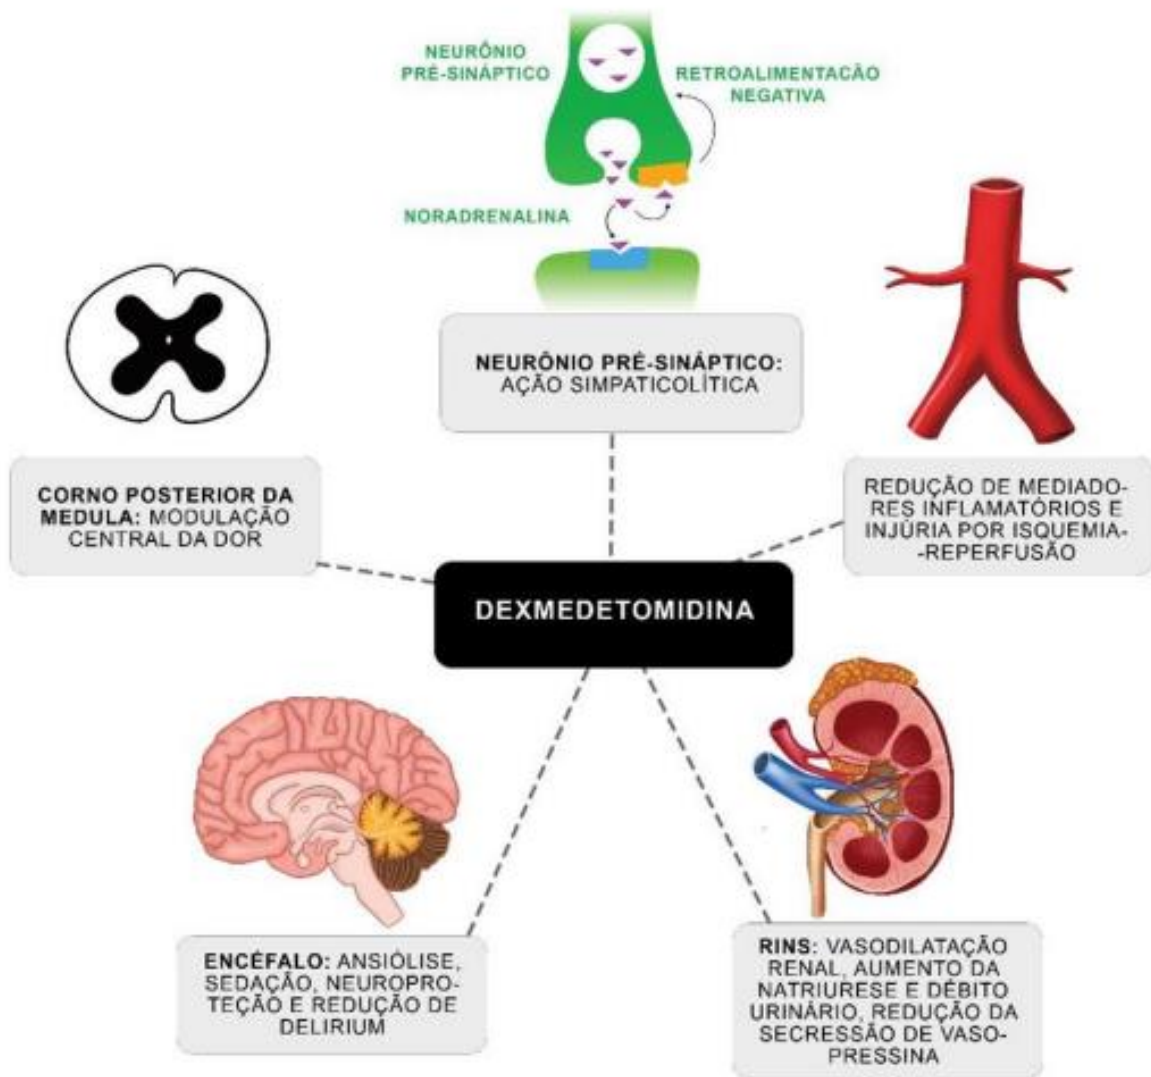 NEURÔNIO
PRÉ-SINÁPTICO
RETROALIMENTACÃO
NEGATIVA
NORADRENALINA
NEURÔNIO PRÉ-SINÁPTICO:
AÇÃO SIMPATICOLÍTICA
CORNO POSTERIOR DA
MEDULA: MODULAÇÃO
CENTRAL DA DOR
REDUÇÃO DE MEDIADO-
RES INFLAMATÓRIOS E
INJÚRIA POR ISQUEMIA-
-REPERFUSÃO
DEXMEDETOMIDINA
ENCÉFALO: ANSIÓLISE,
SEDAÇÃO, NEUROPRO-
TEÇÃO E REDUÇÃO DE
DELIRIUM
RINS: VASODILATAÇÃO
RENAL, AUMENTO DA
NATRIURESE E DÉBITO
URINÁRIO, REDUÇÃO DA
SECRESSÃO DE VASO-
PRESSINA